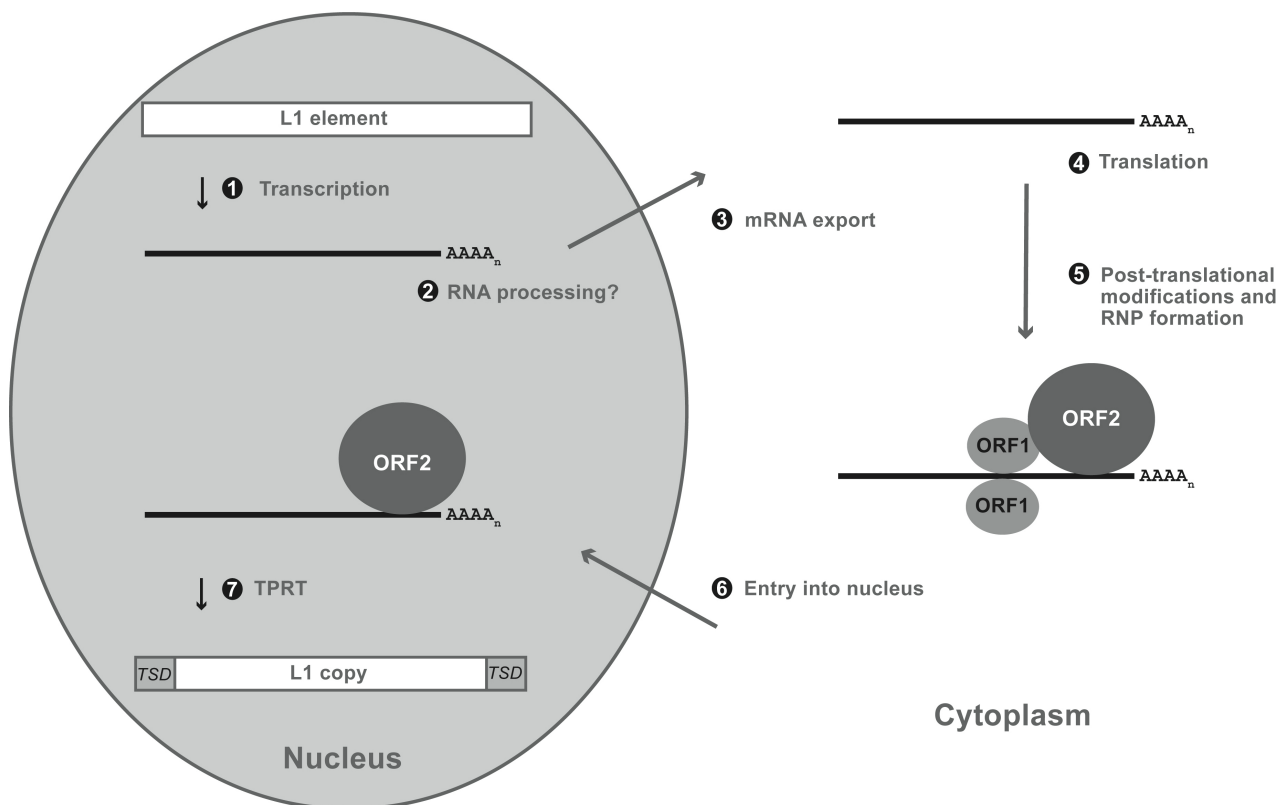 L1 element
❶ Transcription
AAAAn
❷ RNA processing?
❸ mRNA export
AAAAn
❹ Translation
❺ Post-translational
modifications and
RNP formation
ORF1
ORF2
AAAAn
ORF1
❻ Entry into nucleus
ORF2
AAAAn
❼ TPRT
TSD L1 copy TSD
Nucleus
Cytoplasm